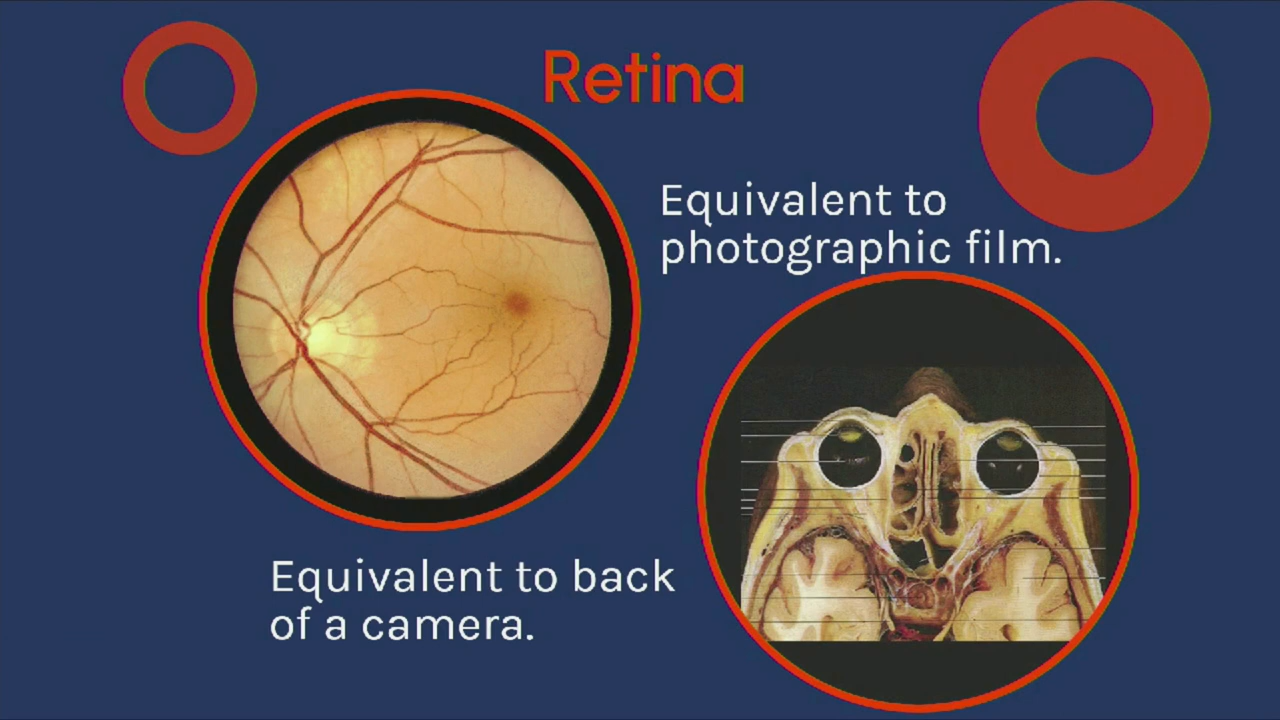 Retina
Equivalent to
photographic film.
Equivalent to back
of a camera.